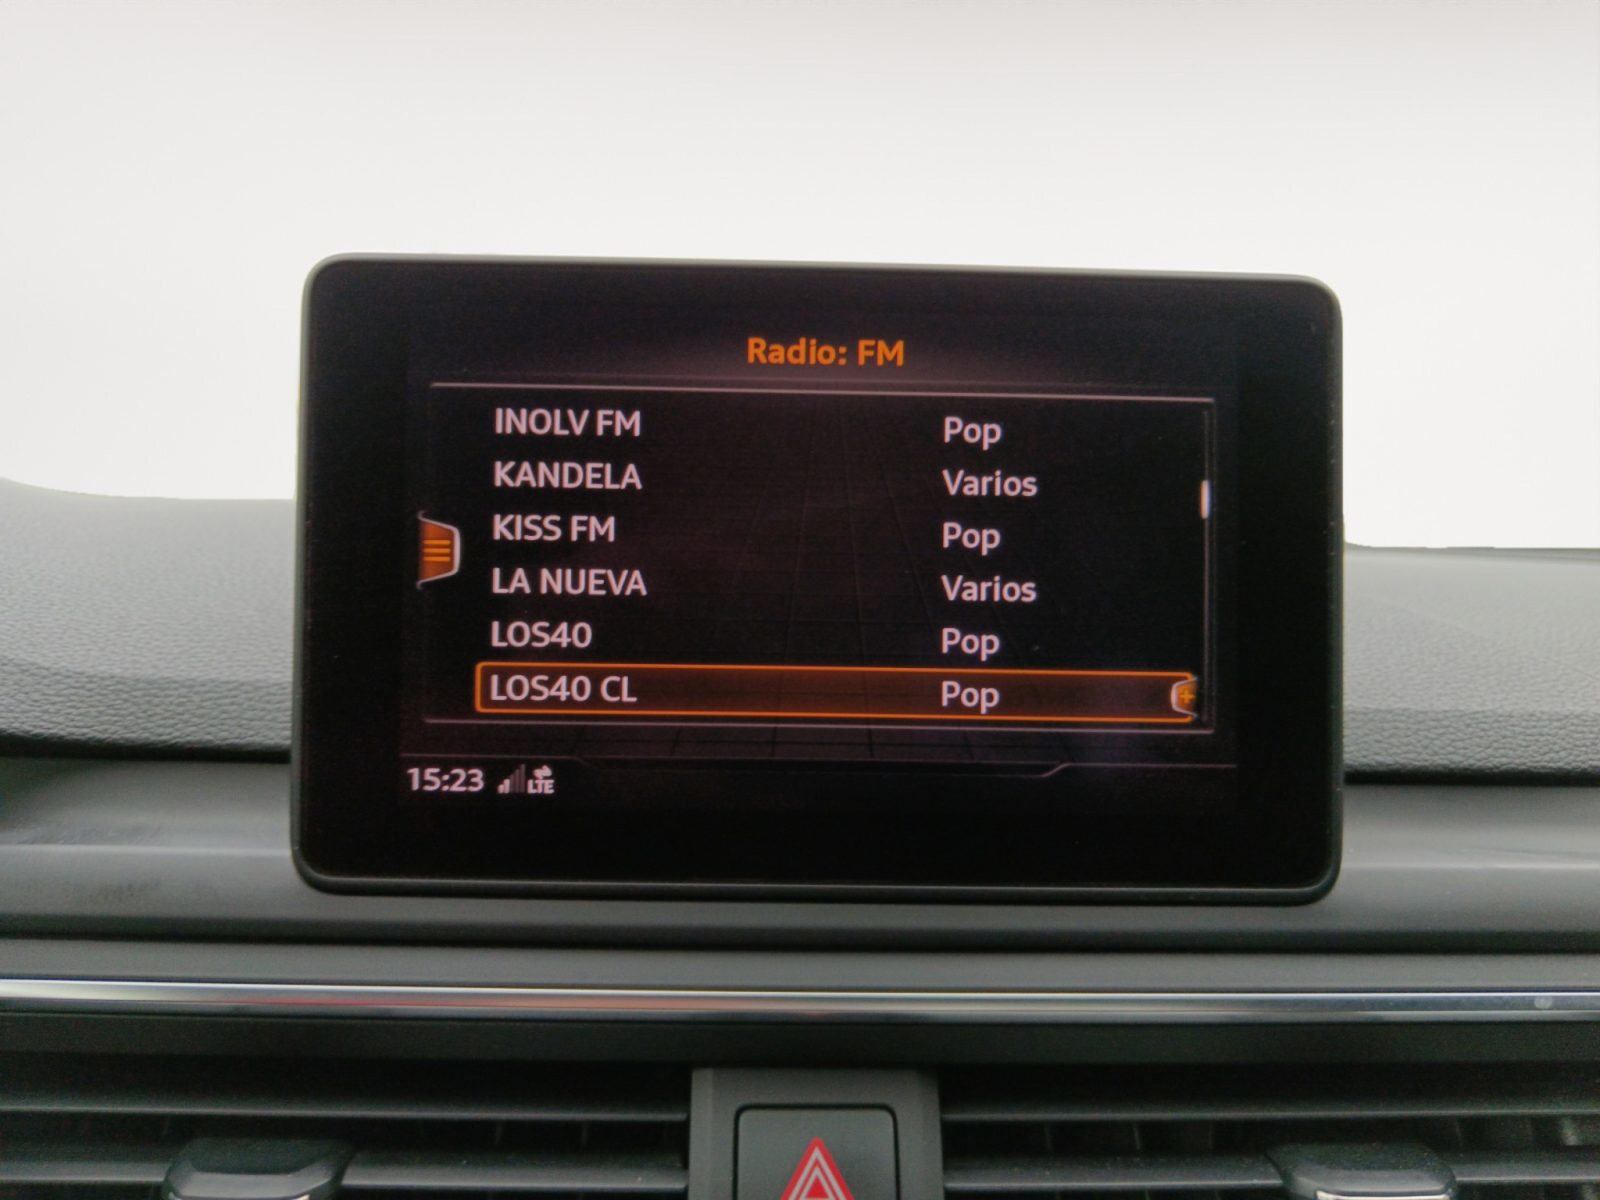 Radio: FM
INOLV FM Pop
KANDELA Varios
KISS FM Pop
LA NUEVA Varios
LOS40 Pop
LOS40 CL Pop
15:23 LTE